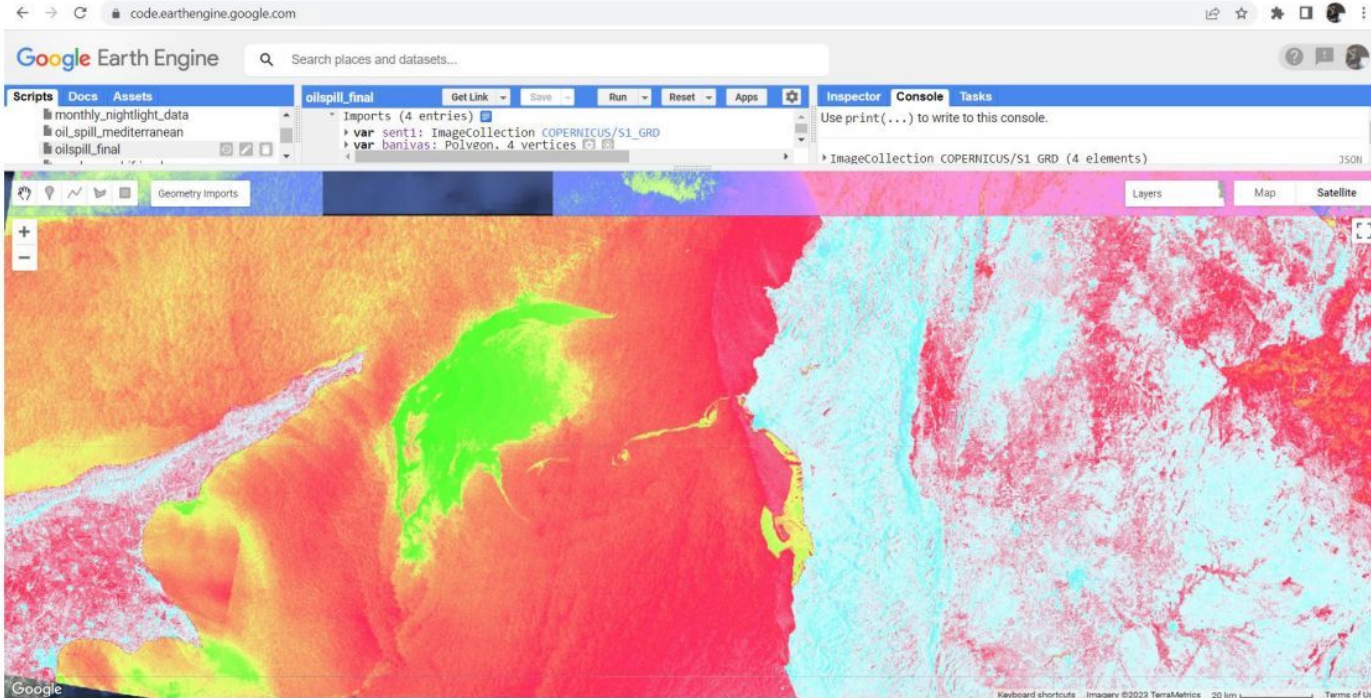 code.earthengine.google.com
Google Earth Engine
Search places and datasets...
Scripts Docs Assets
monthly_nightlight_data
oil_spill_mediterranean
oilspill_final
oilspill_final Get Link Save Run Reset Apps
Imports (4 entries)
var sent1: ImageCollection COPERNICUS/S1_GRD
var banivas: Polygon, 4 vertices
Inspector Console Tasks
Use print(...) to write to this console.
ImageCollection COPERNICUS/S1_GRD (4 elements) JSON
Geometry Imports
Layers Map Satellite
+
−
Google
Keyboard shortcuts Imagery ©2023 TerraMetrics 20 km Terms of